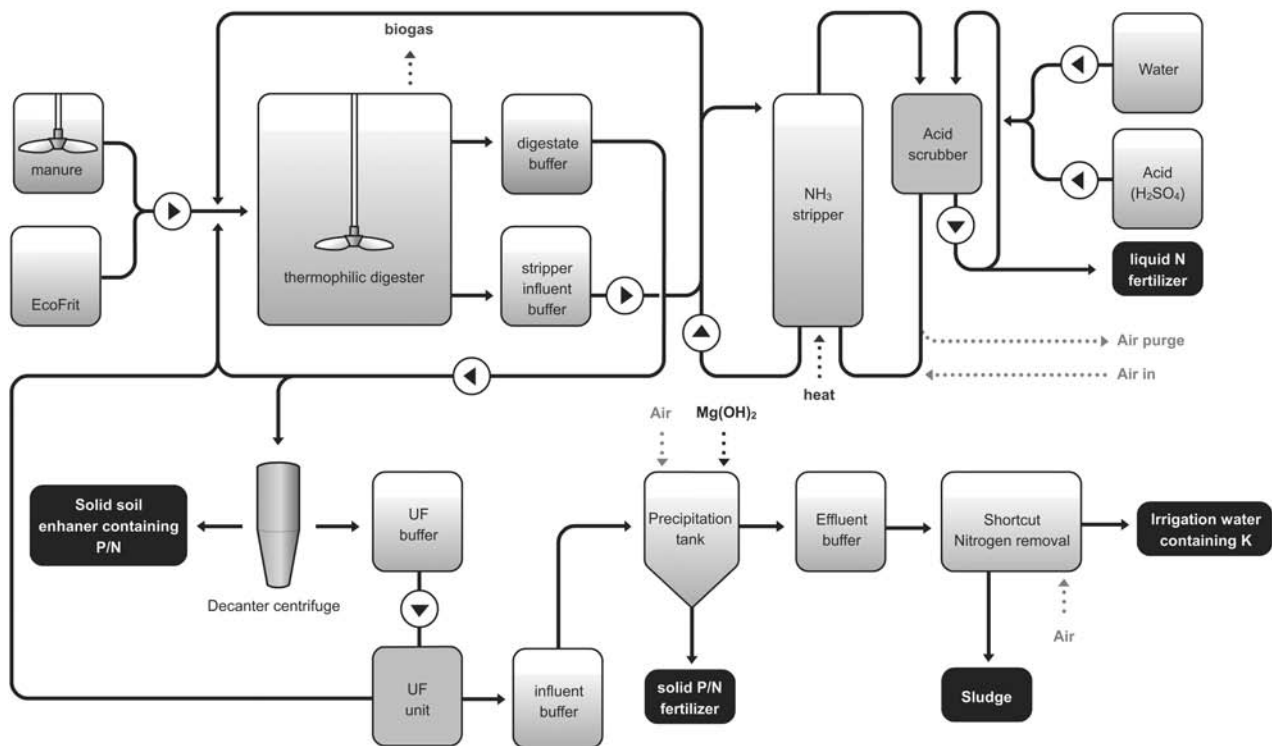 biogas
manure
EcoFrit
thermophilic digester
digestate
buffer
stripper
influent
buffer
NH₃
stripper
Acid
scrubber
Water
Acid
(H₂SO₄)
liquid N
fertilizer
Air purge
Air in
heat
Air
Mg(OH)₂
Solid soil
enhaner containing
P/N
Decanter centrifuge
UF
buffer
UF
unit
influent
buffer
Precipitation
tank
solid P/N
fertilizer
Effluent
buffer
Shortcut
Nitrogen removal
Air
Sludge
Irrigation water
containing K